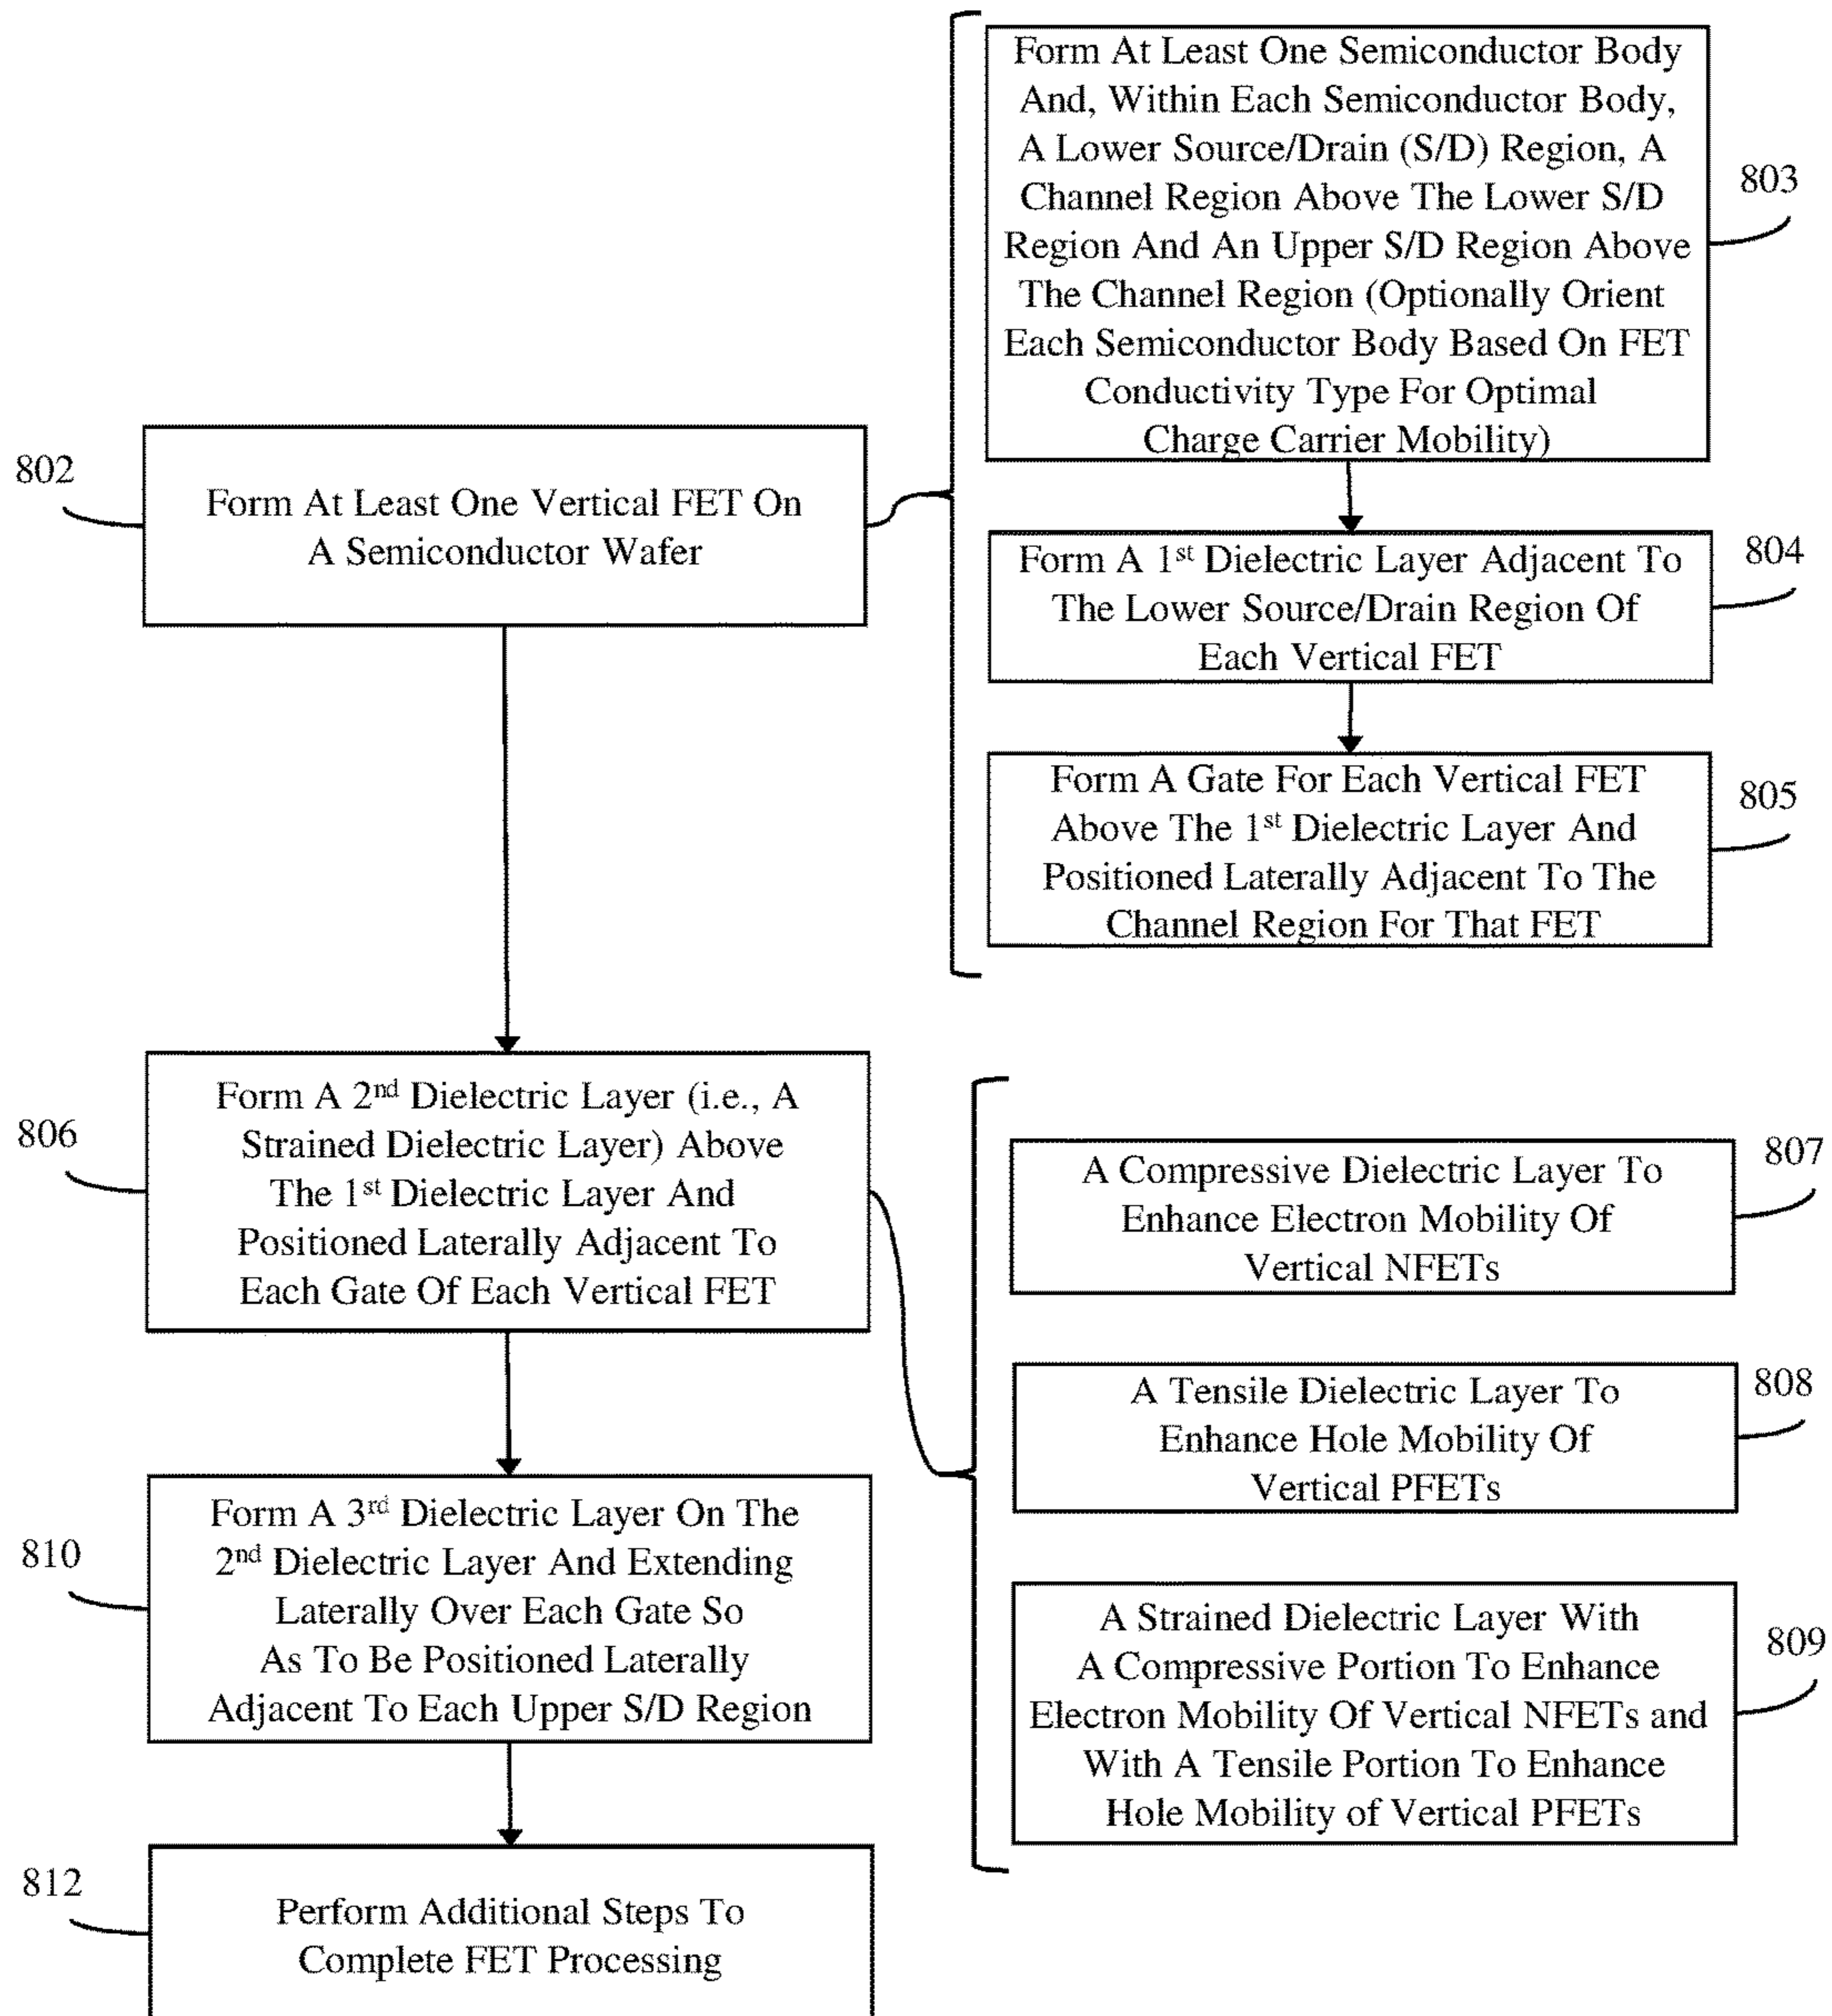 802
Form At Least One Vertical FET On
A Semiconductor Wafer
Form At Least One Semiconductor Body
And, Within Each Semiconductor Body,
A Lower Source/Drain (S/D) Region, A
Channel Region Above The Lower S/D
Region And An Upper S/D Region Above
The Channel Region (Optionally Orient
Each Semiconductor Body Based On FET
Conductivity Type For Optimal
Charge Carrier Mobility)
803
Form A 1st Dielectric Layer Adjacent To
The Lower Source/Drain Region Of
Each Vertical FET
804
Form A Gate For Each Vertical FET
Above The 1st Dielectric Layer And
Positioned Laterally Adjacent To The
Channel Region For That FET
805
806
Form A 2nd Dielectric Layer (i.e., A
Strained Dielectric Layer) Above
The 1st Dielectric Layer And
Positioned Laterally Adjacent To
Each Gate Of Each Vertical FET
A Compressive Dielectric Layer To
Enhance Electron Mobility Of
Vertical NFETs
807
A Tensile Dielectric Layer To
Enhance Hole Mobility Of
Vertical PFETs
808
A Strained Dielectric Layer With
A Compressive Portion To Enhance
Electron Mobility Of Vertical NFETs and
With A Tensile Portion To Enhance
Hole Mobility of Vertical PFETs
809
810
Form A 3rd Dielectric Layer On The
2nd Dielectric Layer And Extending
Laterally Over Each Gate So
As To Be Positioned Laterally
Adjacent To Each Upper S/D Region
812
Perform Additional Steps To
Complete FET Processing